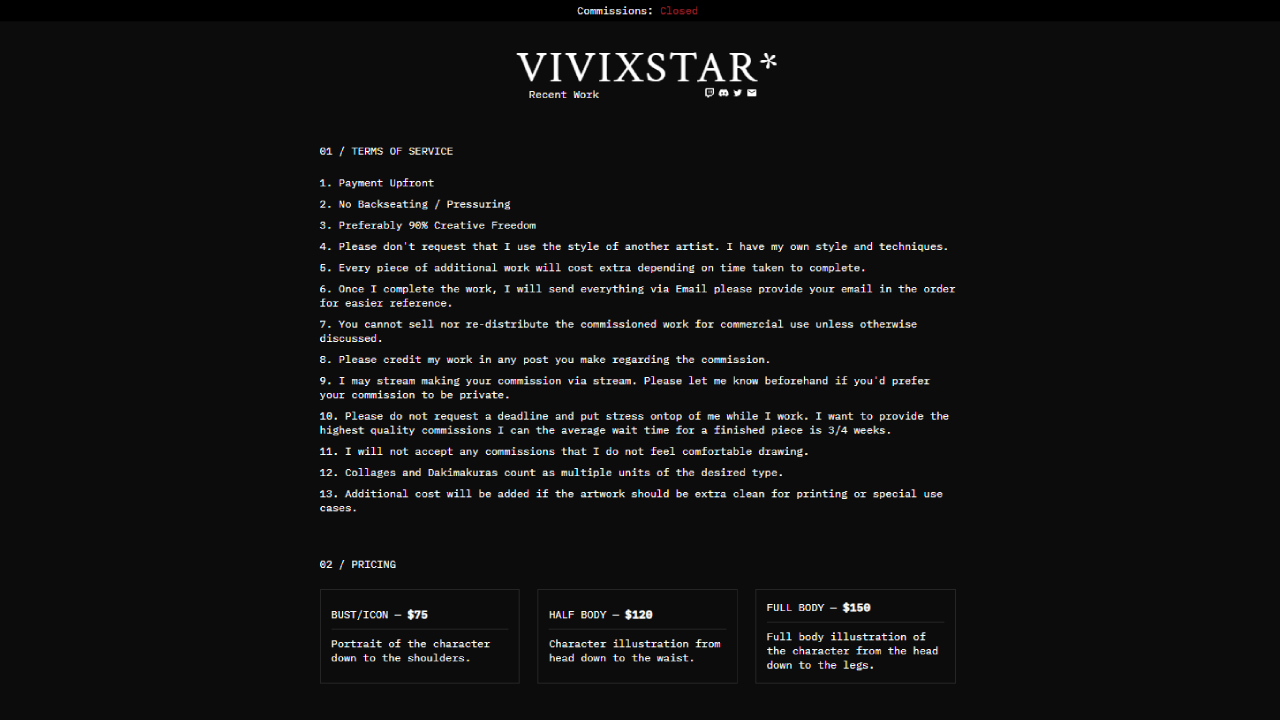 Commissions: Closed
VIVIXSTAR*
Recent Work
01 / TERMS OF SERVICE
1. Payment Upfront
2. No Backseating / Pressuring
3. Preferably 90% Creative Freedom
4. Please don't request that I use the style of another artist. I have my own style and techniques.
5. Every piece of additional work will cost extra depending on time taken to complete.
6. Once I complete the work, I will send everything via Email please provide your email in the order
for easier reference.
7. You cannot sell nor re-distribute the commissioned work for commercial use unless otherwise
discussed.
8. Please credit my work in any post you make regarding the commission.
9. I may stream making your commission via stream. Please let me know beforehand if you'd prefer
your commission to be private.
10. Please do not request a deadline and put stress ontop of me while I work. I want to provide the
highest quality commissions I can the average wait time for a finished piece is 3/4 weeks.
11. I will not accept any commissions that I do not feel comfortable drawing.
12. Collages and Dakimakuras count as multiple units of the desired type.
13. Additional cost will be added if the artwork should be extra clean for printing or special use
cases.
02 / PRICING
BUST/ICON — $75
Portrait of the character
down to the shoulders.
HALF BODY — $120
Character illustration from
head down to the waist.
FULL BODY — $150
Full body illustration of
the character from the head
down to the legs.